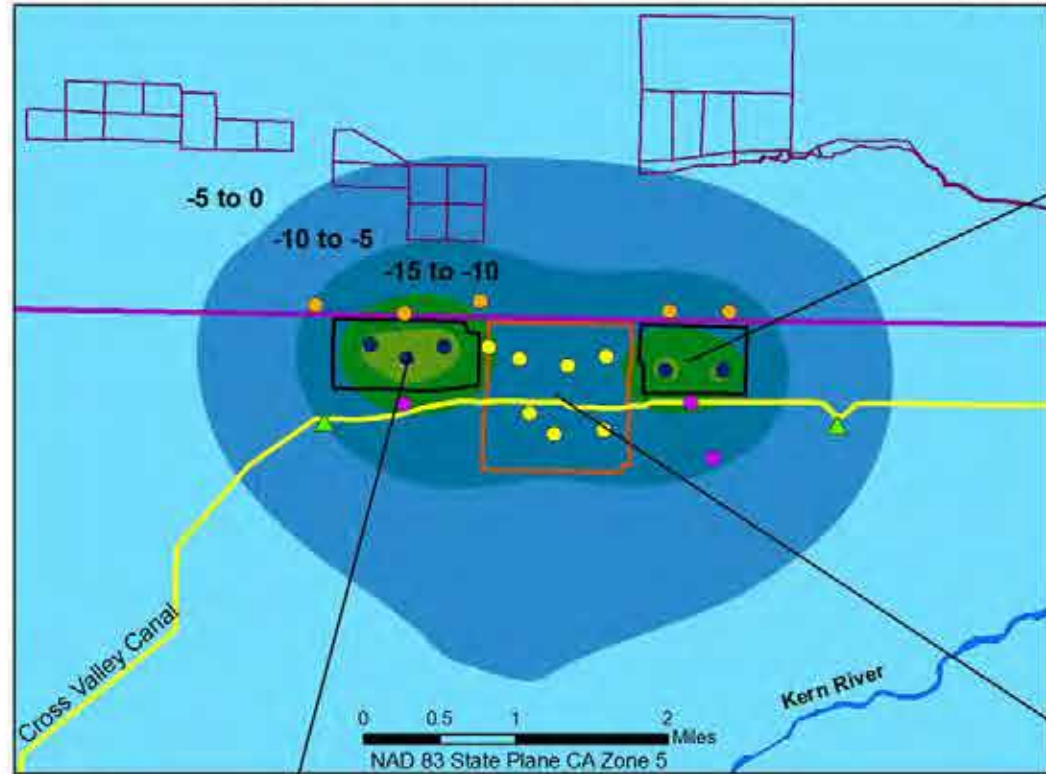 -5 to 0
-10 to -5
-15 to -10
Cross Valley Canal
Kern River
0 0.5 1 2
Miles
NAD 83 State Plane CA Zone 5